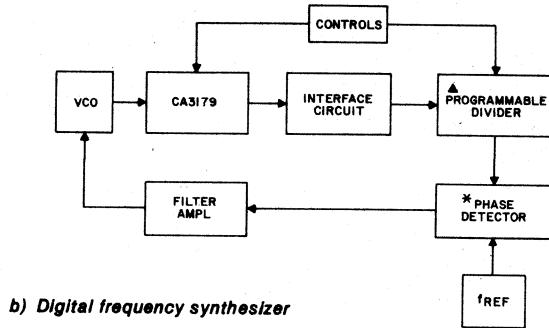 CONTROLS
VCO
CA3179
INTERFACE
CIRCUIT
▲
PROGRAMMABLE
DIVIDER
FILTER
AMPL
* PHASE
DETECTOR
fREF
b) Digital frequency synthesizer